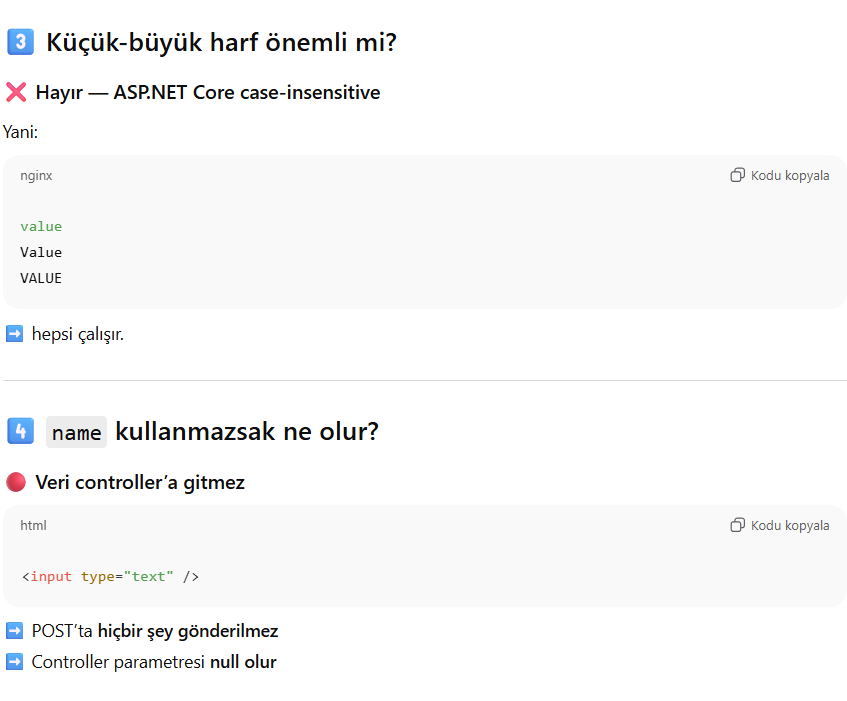 3 Küçük-büyük harf önemli mi?
❌ Hayır — ASP.NET Core case-insensitive
Yani:
nginx
Kodu kopyala
value
Value
VALUE
➡️ hepsi çalışır.
4 name kullanmazsak ne olur?
🔴 Veri controller’a gitmez
html
Kodu kopyala
<input type="text" />
➡️ POST’ta hiçbir şey gönderilmez
➡️ Controller parametresi null olur